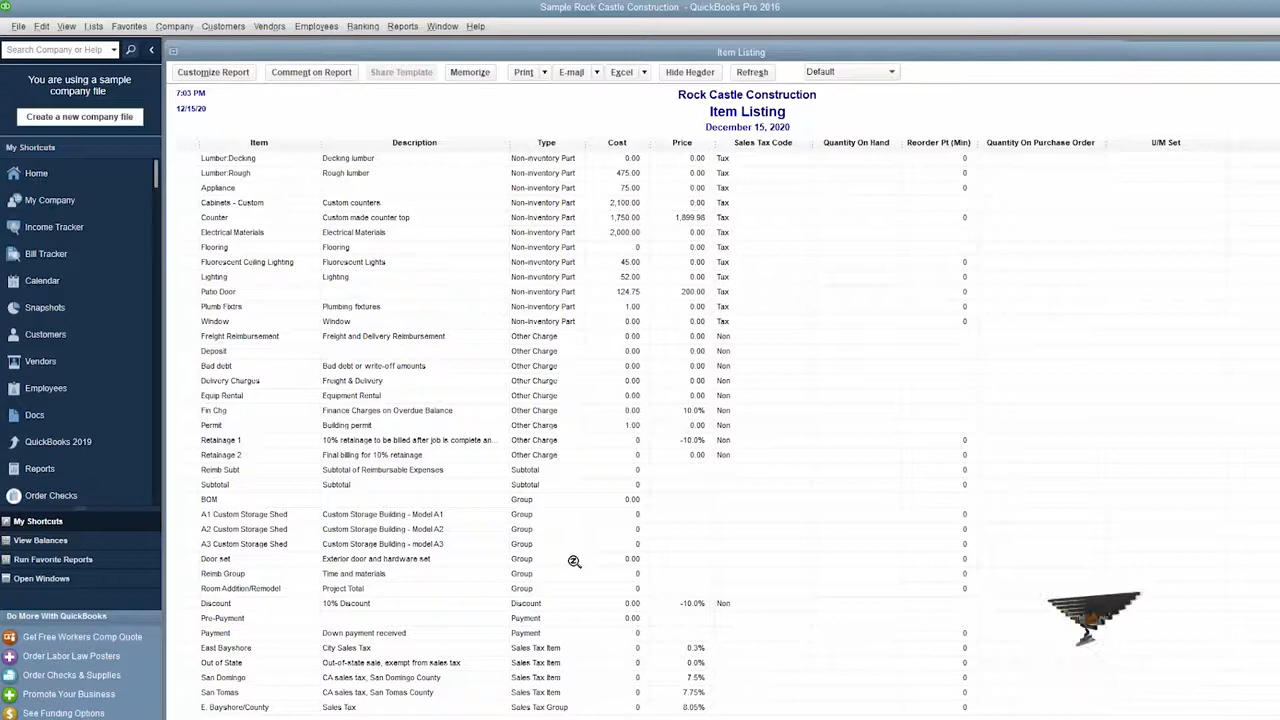 Sample Rock Castle Construction - QuickBooks Pro 2016
File Edit View Lists Favorites Company Customers Vendors Employees Banking Reports Window Help
Search Company or Help
Item Listing
You are using a sample
company file
Create a new company file
My Shortcuts
Home
My Company
Income Tracker
Bill Tracker
Calendar
Snapshots
Customers
Vendors
Employees
Docs
QuickBooks 2019
Reports
Order Checks
My Shortcuts
View Balances
Run Favorite Reports
Open Windows
Do More With QuickBooks
Get Free Workers Comp Quote
Order Labor Law Posters
Order Checks & Supplies
Promote Your Business
See Funding Options
Customize Report Comment on Report Share Template Memorize Print E-mail Excel Hide Header Refresh Default
7:03 PM
12/15/20
Rock Castle Construction
Item Listing
December 15, 2020
Item Description Type Cost Price Sales Tax Code Quantity On Hand Reorder Pt (Min) Quantity On Purchase Order U/M Set
Lumber:Decking Decking lumber Non-inventory Part 0.00 0.00 Tax 0
Lumber:Rough Rough lumber Non-inventory Part 475.00 0.00 Tax 0
Appliance Non-inventory Part 75.00 0.00 Tax 0
Cabinets - Custom Custom counters Non-inventory Part 2,100.00 0.00 Tax
Counter Custom made counter top Non-inventory Part 1,750.00 1,899.98 Tax 0
Electrical Materials Electrical Materials Non-inventory Part 2,000.00 0.00 Tax
Flooring Flooring Non-inventory Part 0 0.00 Tax
Fluorescent Ceiling Lighting Fluorescent Lights Non-inventory Part 45.00 0.00 Tax 0
Lighting Lighting Non-inventory Part 52.00 0.00 Tax 0
Patio Door Non-inventory Part 124.75 200.00 Tax 0
Plumb Fixtrs Plumbing fixtures Non-inventory Part 1.00 0.00 Tax 0
Window Window Non-inventory Part 0.00 0.00 Tax 0
Freight Reimbursement Freight and Delivery Reimbursement Other Charge 0.00 0.00 Non
Deposit Other Charge 0.00 0.00 Non
Bad debt Bad debt or write-off amounts Other Charge 0.00 0.00 Non
Delivery Charges Freight & Delivery Other Charge 0.00 0.00 Non
Equip Rental Equipment Rental Other Charge 0.00 0.00 Non
Fin Chg Finance Charges on Overdue Balance Other Charge 0.00 10.0% Non
Permit Building permit Other Charge 1.00 0.00 Non
Retainage 1 10% retainage to be billed after job is complete an... Other Charge 0 -10.0% Non 0
Retainage 2 Final billing for 10% retainage Other Charge 0 0.00 Non 0
Reimb Subt Subtotal of Reimbursable Expenses Subtotal 0 0
Subtotal Subtotal Subtotal 0 0
BOM Group 0.00
A1 Custom Storage Shed Custom Storage Building - Model A1 Group 0 0
A2 Custom Storage Shed Custom Storage Building - Model A2 Group 0 0
A3 Custom Storage Shed Custom Storage Building - model A3 Group 0 0
Door set Exterior door and hardware set Group 0.00 0
Reimb Group Time and materials Group 0 0
Room Addition/Remodel Project Total Group 0 0
Discount 10% Discount Discount 0.00 -10.0% Non
Pre-Payment Payment 0.00
Payment Down payment received Payment 0 0
East Bayshore City Sales Tax Sales Tax Item 0 0.3% 0
Out of State Out-of-state sale, exempt from sales tax Sales Tax Item 0 0.0% 0
San Domingo CA sales tax, San Domingo County Sales Tax Item 0 7.5% 0
San Tomas CA sales tax, San Tomas County Sales Tax Item 0 7.75% 0
E. Bayshore/County Sales Tax Sales Tax Group 0 8.05% 0